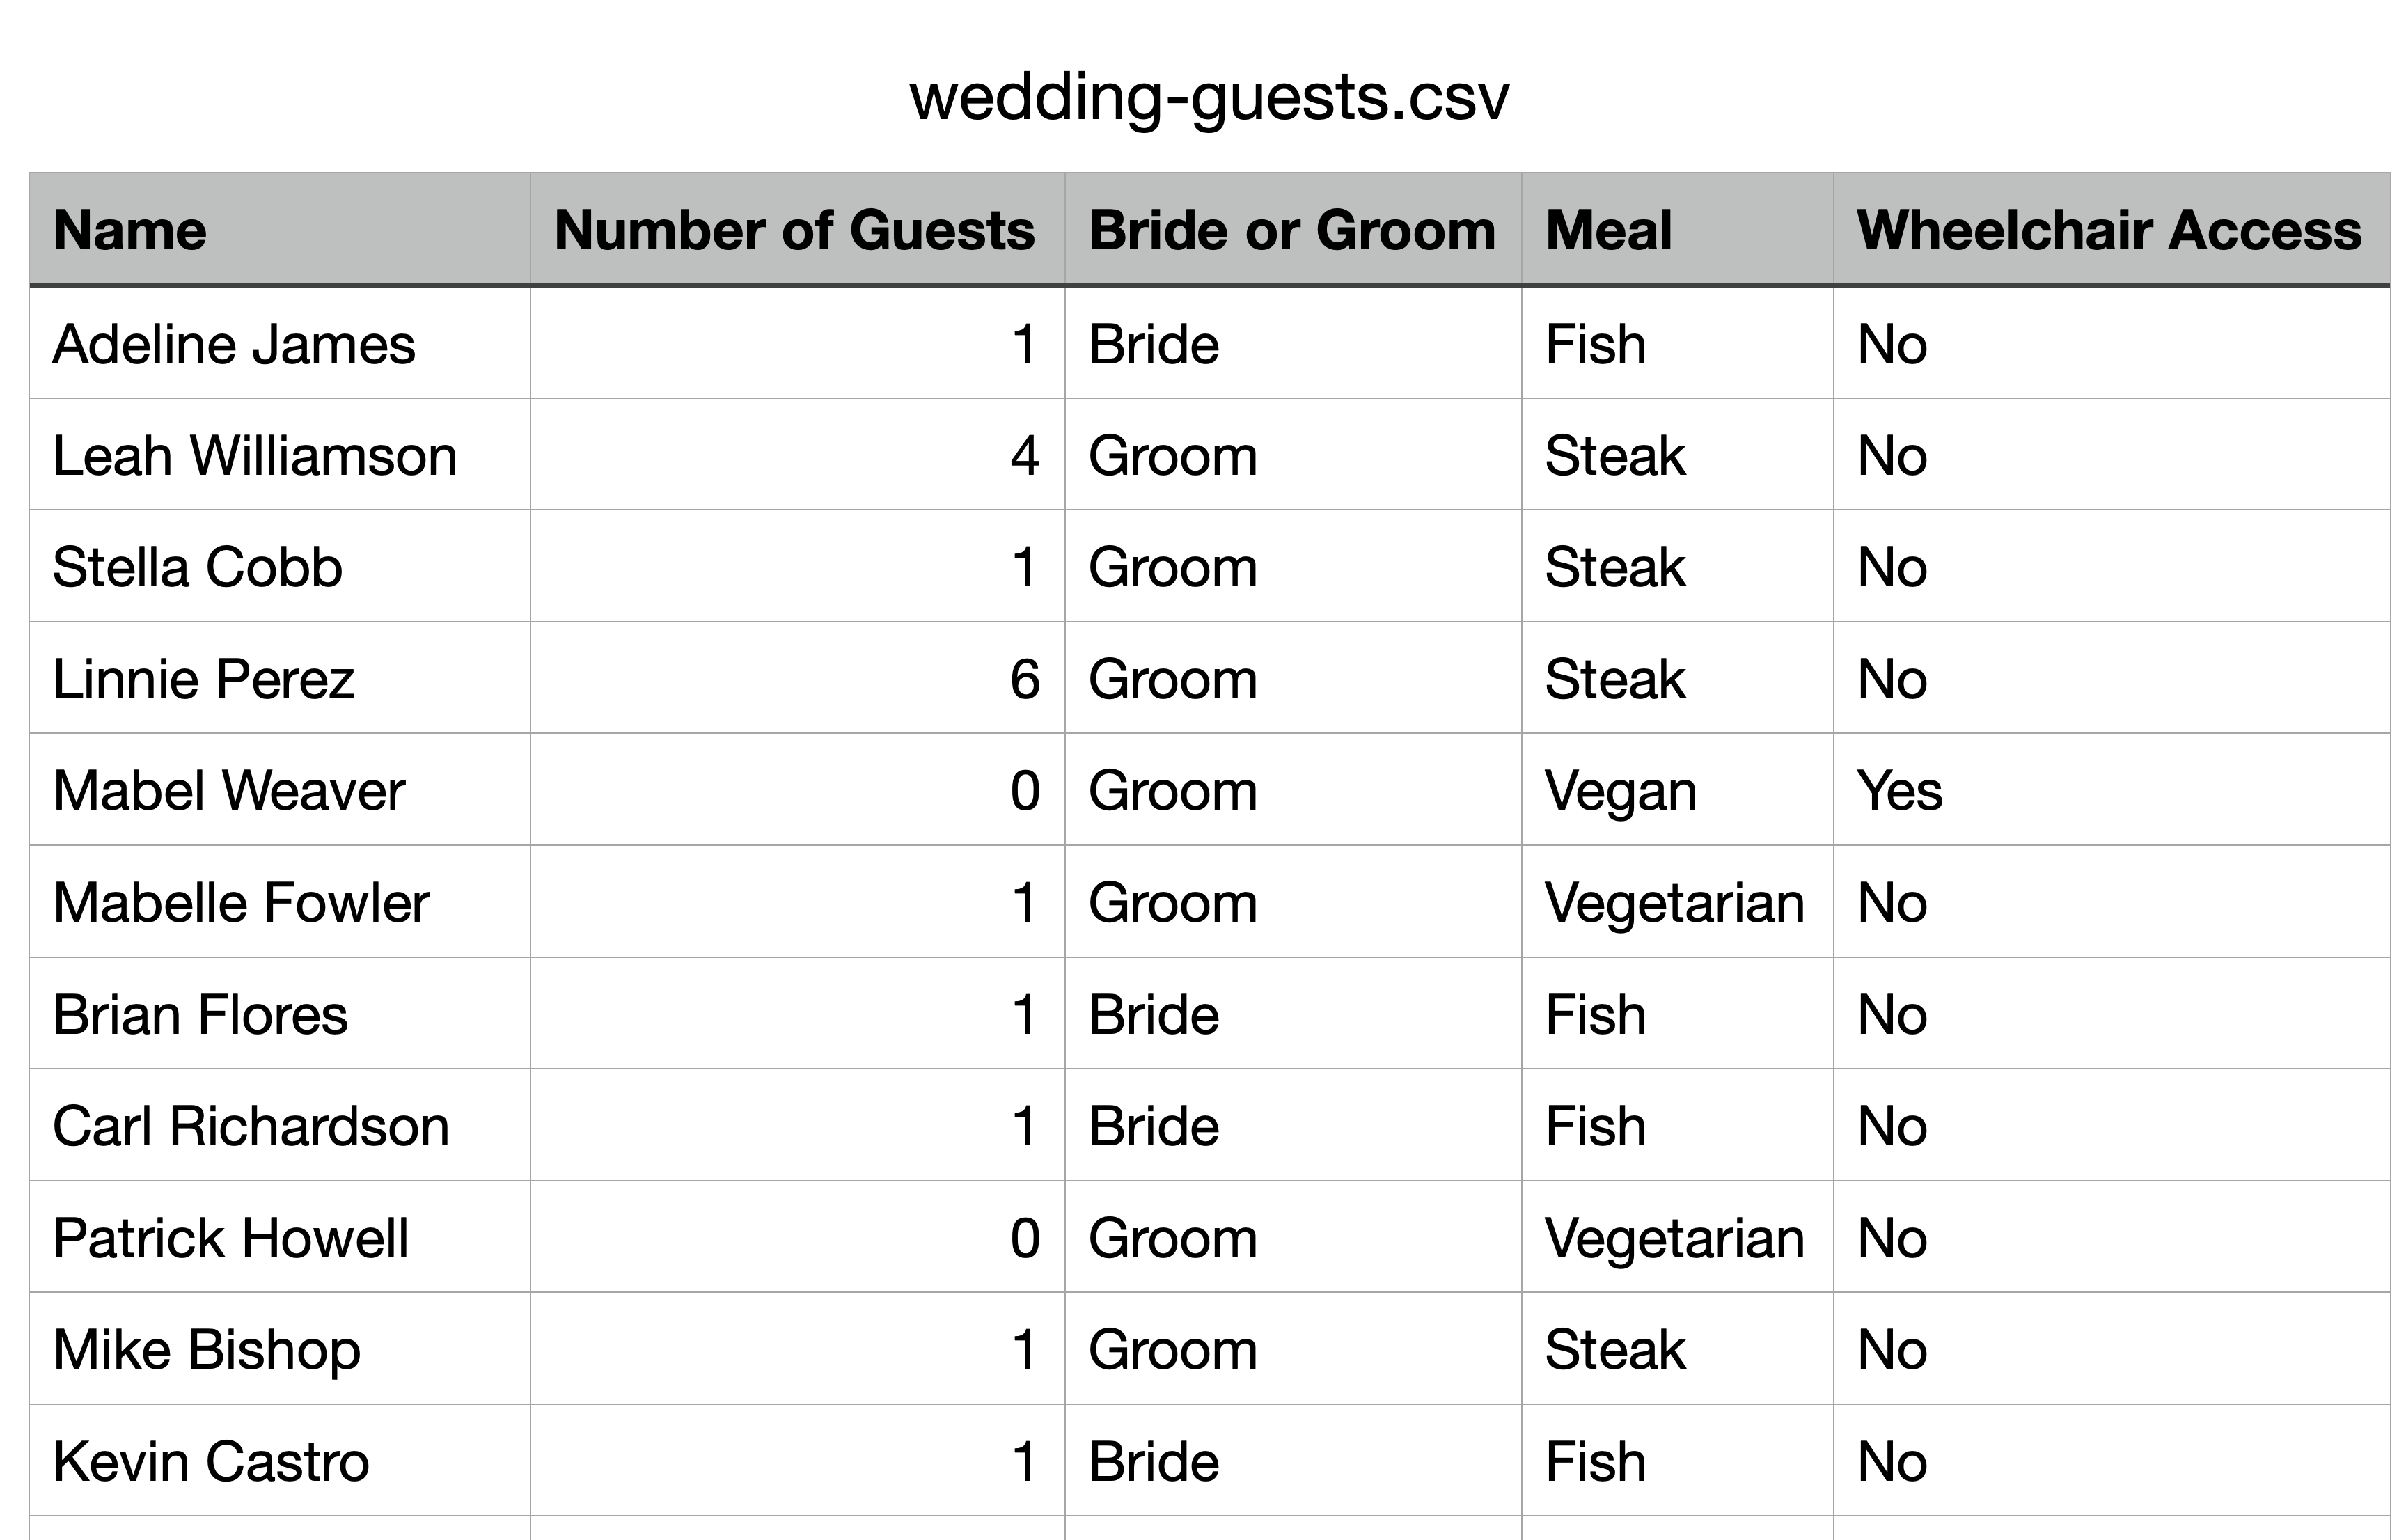 wedding-guests.csv
Name Number of Guests Bride or Groom Meal Wheelchair Access
Adeline James 1 Bride Fish No
Leah Williamson 4 Groom Steak No
Stella Cobb 1 Groom Steak No
Linnie Perez 6 Groom Steak No
Mabel Weaver 0 Groom Vegan Yes
Mabelle Fowler 1 Groom Vegetarian No
Brian Flores 1 Bride Fish No
Carl Richardson 1 Bride Fish No
Patrick Howell 0 Groom Vegetarian No
Mike Bishop 1 Groom Steak No
Kevin Castro 1 Bride Fish No